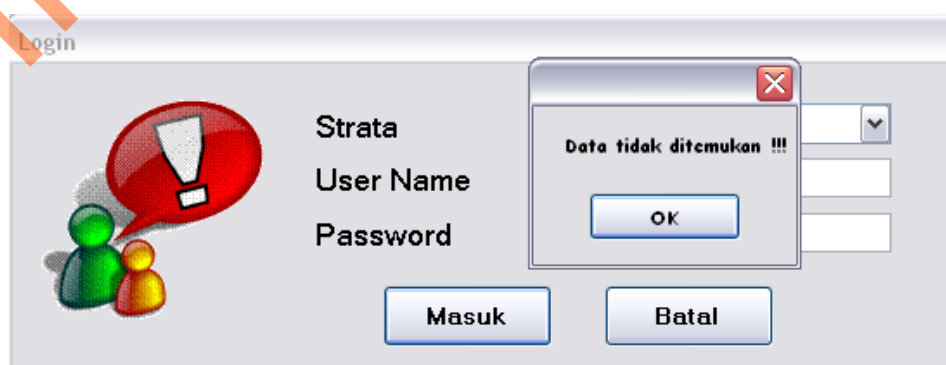 Login
Strata
User Name
Password
Data tidak ditemukan !!!
OK
Masuk
Batal